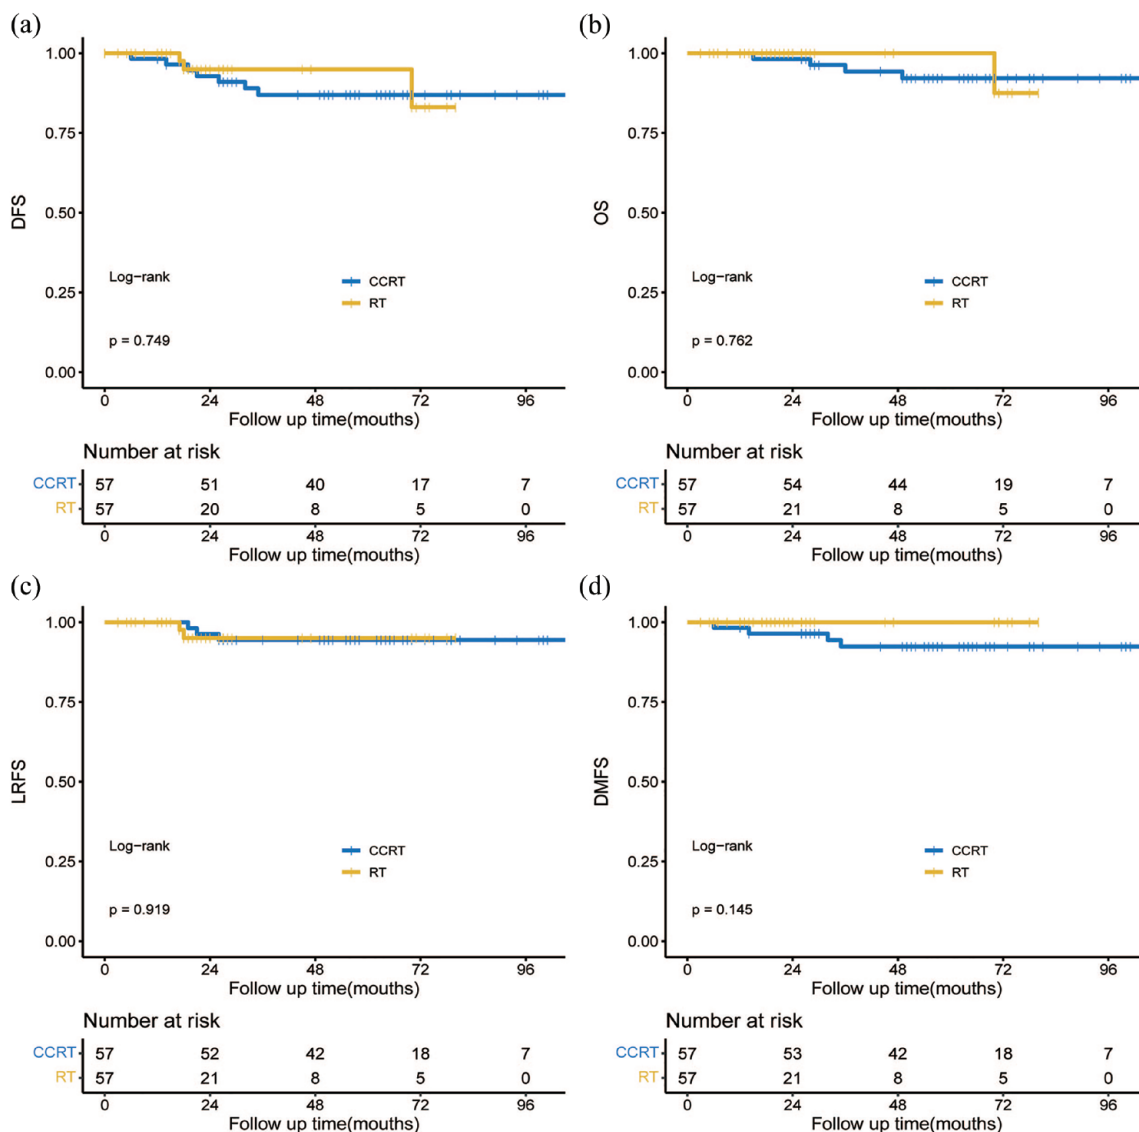 (a)
1.00
0.75
0.50
0.25
0.00
DFS
Log-rank
p = 0.749
CCRT
RT
0 24 48 72 96
Follow up time(mouths)
Number at risk
CCRT 57 51 40 17 7
RT 57 20 8 5 0
0 24 48 72 96
Follow up time(mouths)
(b)
1.00
0.75
0.50
0.25
0.00
OS
Log-rank
p = 0.762
CCRT
RT
0 24 48 72 96
Follow up time(mouths)
Number at risk
CCRT 57 54 44 19 7
RT 57 21 8 5 0
0 24 48 72 96
Follow up time(mouths)
(c)
1.00
0.75
0.50
0.25
0.00
LRFS
Log-rank
p = 0.919
CCRT
RT
0 24 48 72 96
Follow up time(mouths)
Number at risk
CCRT 57 52 42 18 7
RT 57 21 8 5 0
0 24 48 72 96
Follow up time(mouths)
(d)
1.00
0.75
0.50
0.25
0.00
DMFS
Log-rank
p = 0.145
CCRT
RT
0 24 48 72 96
Follow up time(mouths)
Number at risk
CCRT 57 53 42 18 7
RT 57 21 8 5 0
0 24 48 72 96
Follow up time(mouths)